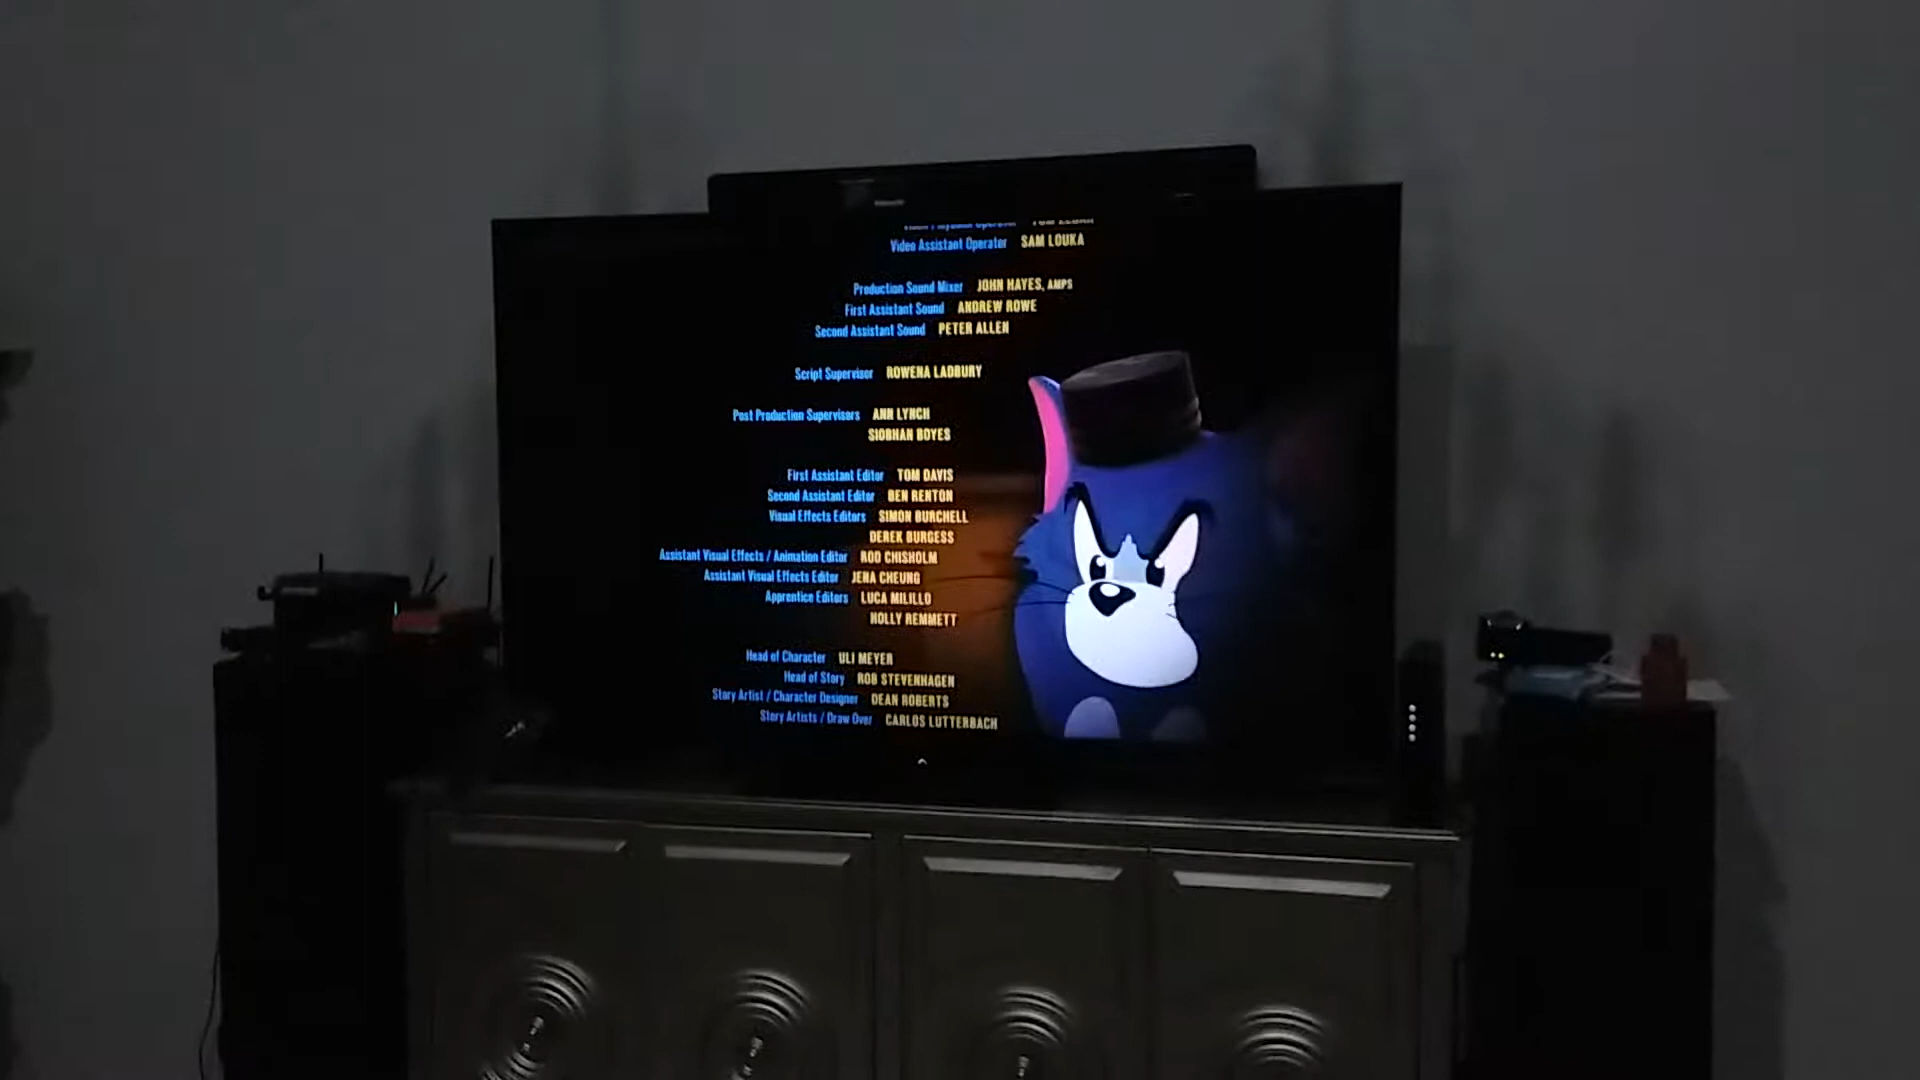 Video Assistant Operator SAM LOUKA
Production Sound Mixer JOHN HAYES, AMPS
First Assistant Sound ANDREW ROWE
Second Assistant Sound PETER ALLEN
Script Supervisor ROWENA LADBURY
Post Production Supervisors ANN LYNCH
SIOBHAN BOYES
First Assistant Editor TOM DAVIS
Second Assistant Editor BEN RENTON
Visual Effects Editors SIMON BURCHELL
DEREK BURGESS
Assistant Visual Effects / Animation Editor ROD CHISHOLM
Assistant Visual Effects Editor JENA CHEUNG
Apprentice Editors LUCA MILILLO
HOLLY REMMETT
Head of Character ULI MEYER
Head of Story ROB STEVENHAGEN
Story Artist / Character Designer DEAN ROBERTS
Story Artists / Draw Over CARLOS LUTTERBACH